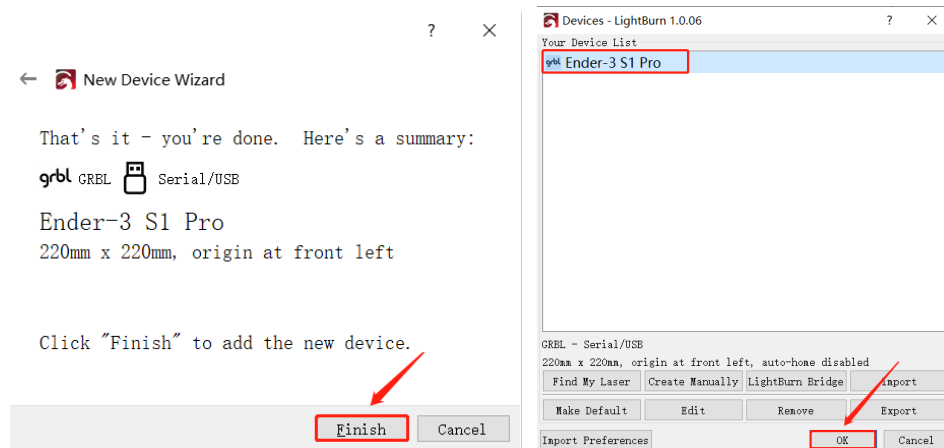 ?
New Device Wizard
That's it - you're done. Here's a summary:
grbl GRBL Serial/USB
Ender-3 S1 Pro
220mm x 220mm, origin at front left
Click "Finish" to add the new device.
Finish Cancel
Devices - LightBurn 1.0.06 ?
Your Device List
grbl Ender-3 S1 Pro
GRBL - Serial/USB
220mm x 220mm, origin at front left, auto-home disabled
Find My Laser Create Manually LightBurn Bridge Import
Make Default Edit Remove Export
Import Preferences OK Cancel